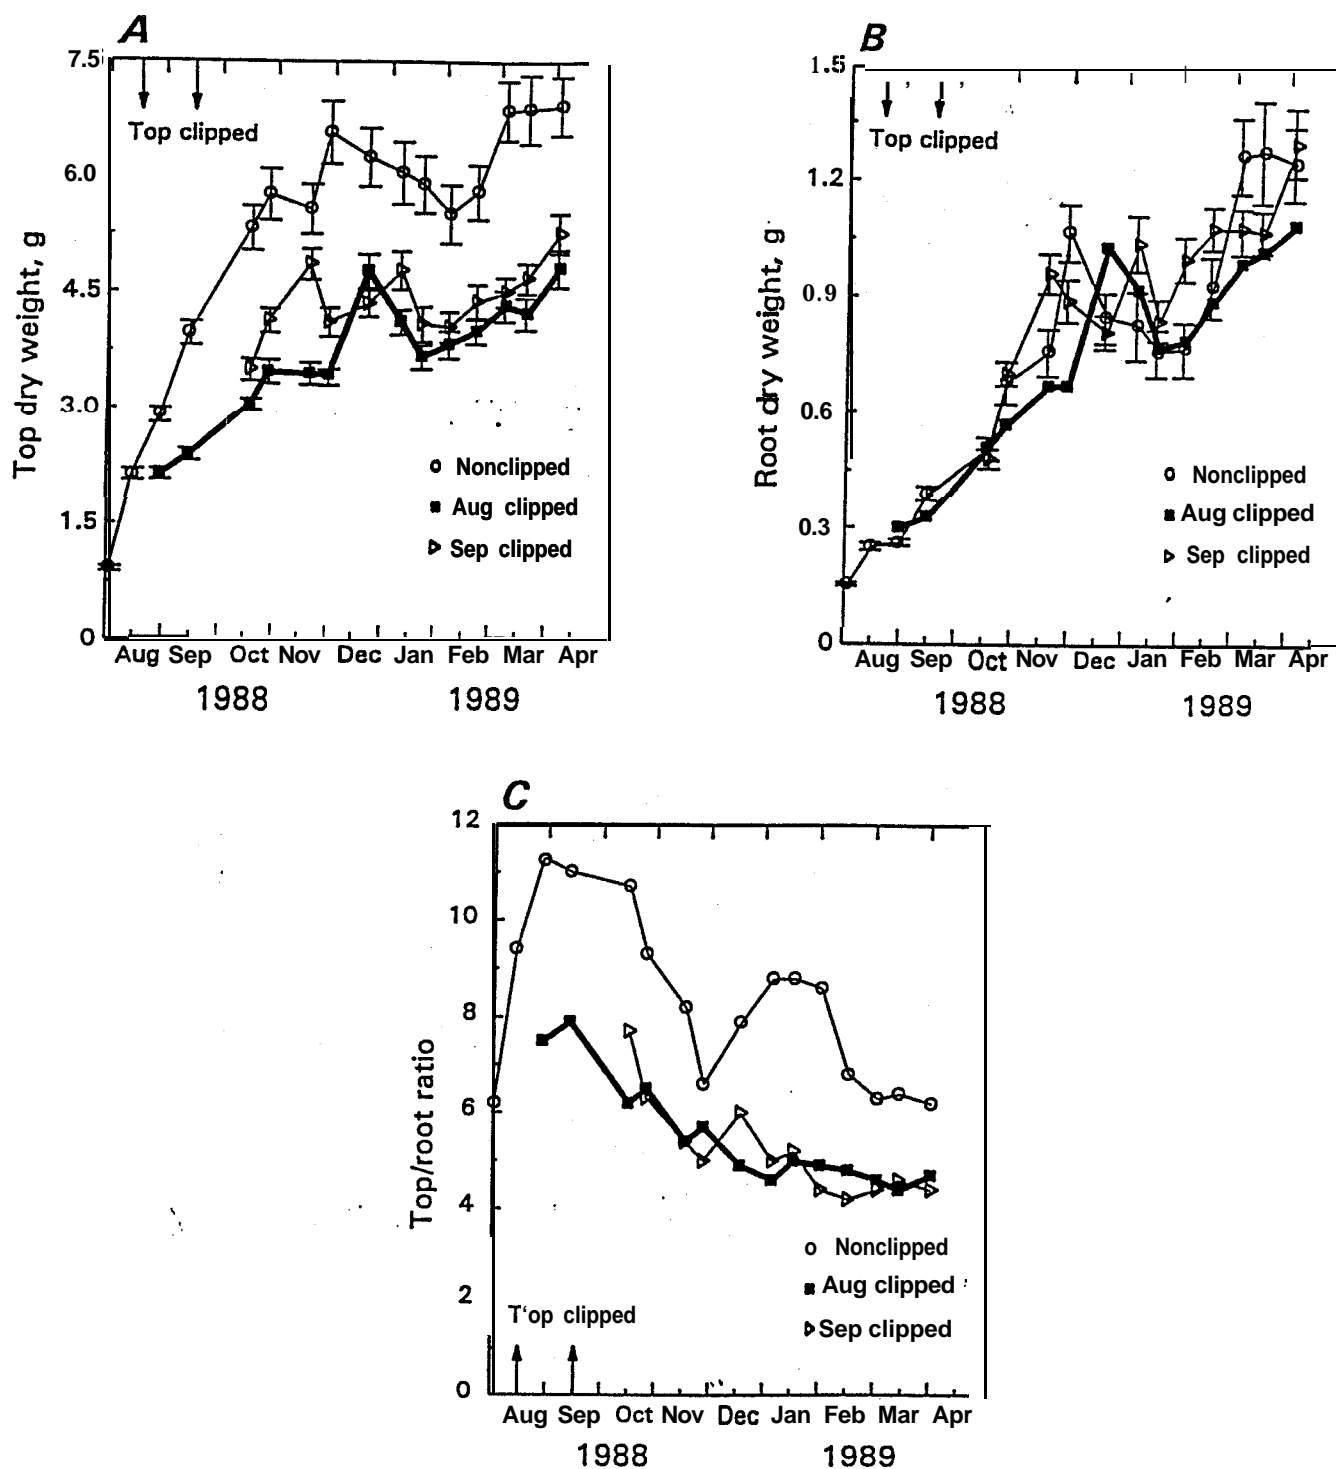 A
7.5
6.0
4.5
3.0
1.5
0
Top dry weight, g
Top clipped
Nonclipped
Aug clipped
Sep clipped
Aug Sep Oct Nov Dec Jan Feb Mar Apr
1988 1989
B
1.5
1.2
0.9
0.6
0.3
0
Root dry weight, g
Top clipped
Nonclipped
Aug clipped
Sep clipped
Aug Sep Oct Nov Dec Jan Feb Mar Apr
1988 1989
C
12
10
8
6
4
2
0
Top/root ratio
Nonclipped
Aug clipped
Sep clipped
T'op clipped
Aug Sep Oct Nov Dec Jan Feb Mar Apr
1988 1989